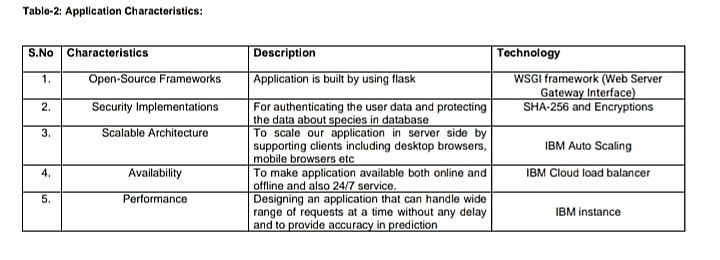 Table-2: Application Characteristics:
S.No Characteristics Description Technology
1. Open-Source Frameworks Application is built by using flask WSGI framework (Web Server
Gateway Interface)
2. Security Implementations For authenticating the user data and protecting SHA-256 and Encryptions
the data about species in database
3. Scalable Architecture To scale our application in server side by
supporting clients including desktop browsers, IBM Auto Scaling
mobile browsers etc
4. Availability To make application available both online and IBM Cloud load balancer
offline and also 24/7 service.
5. Performance Designing an application that can handle wide
range of requests at a time without any delay IBM instance
and to provide accuracy in prediction